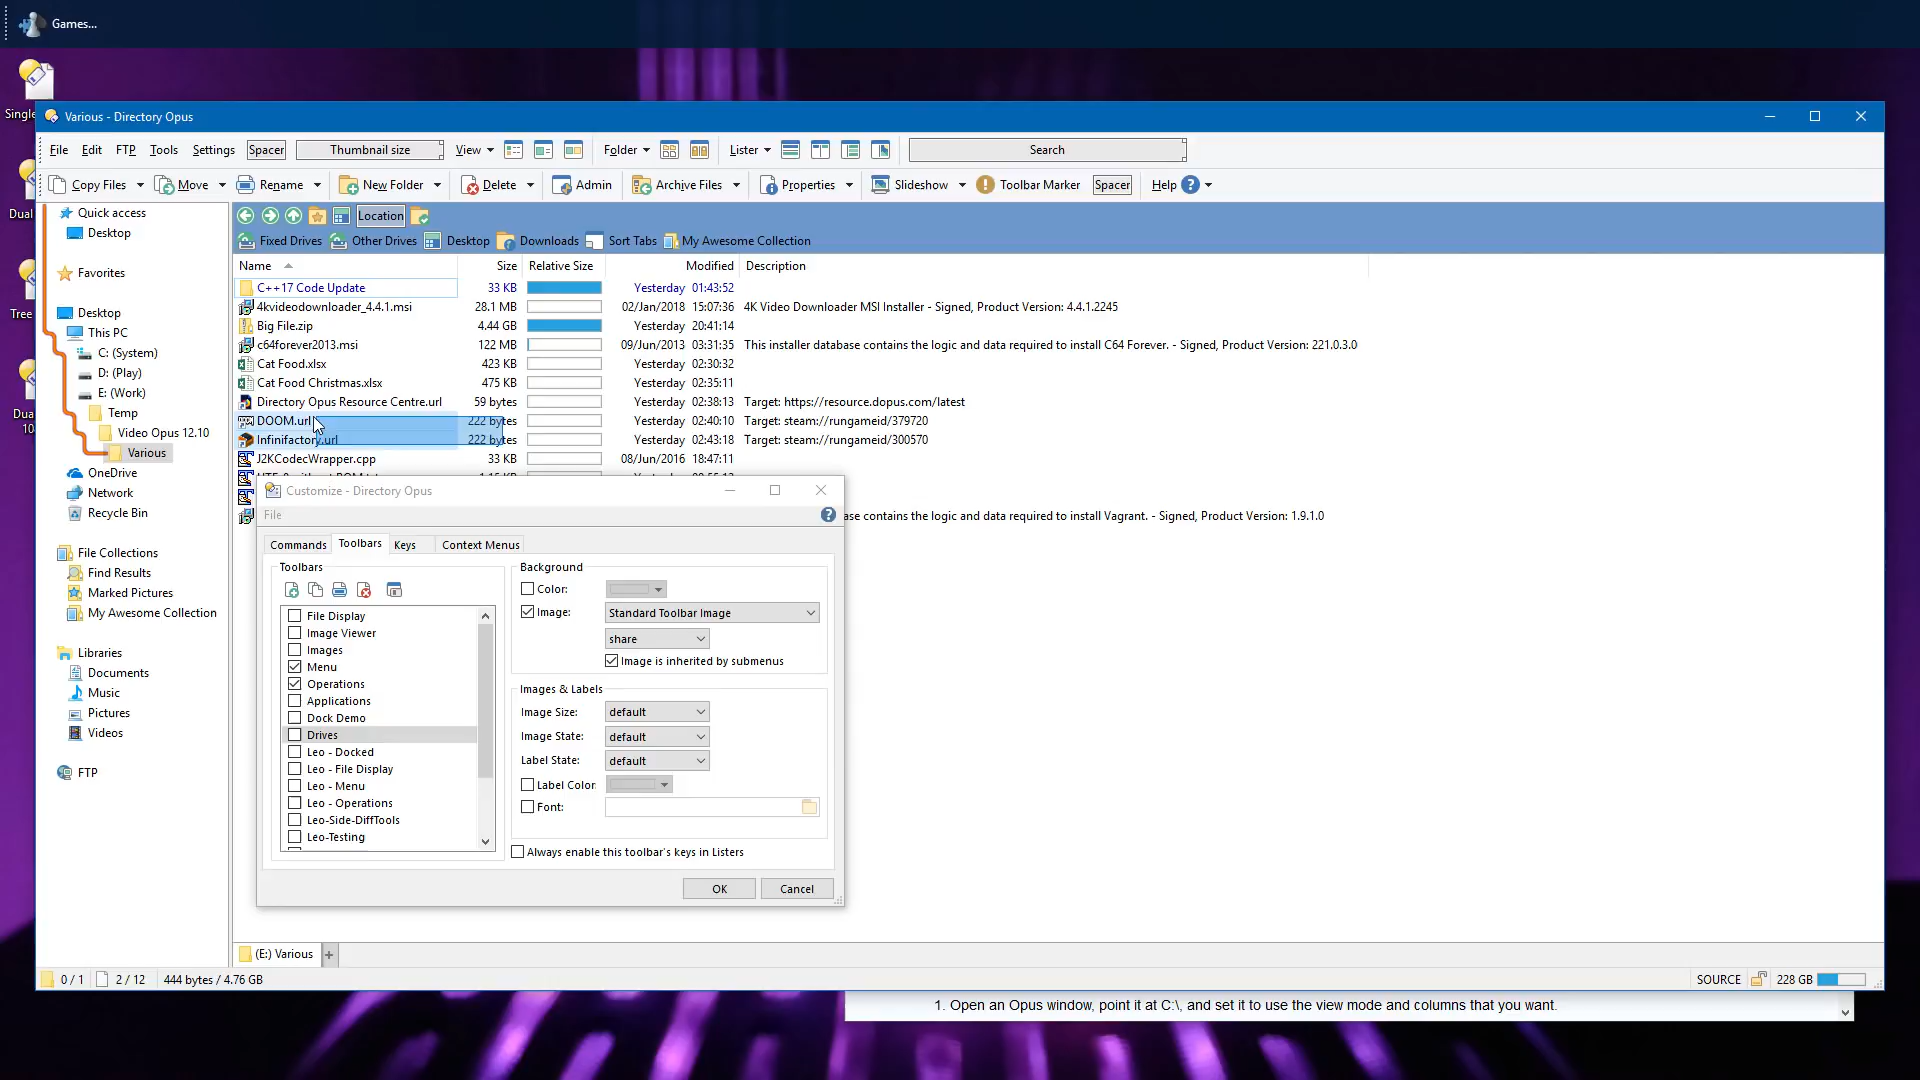 Games...
Singl
Dual
Tree
Dua
10
Various - Directory Opus
File Edit FTP Tools Settings Spacer Thumbnail size View Folder Lister Search
Copy Files Move Rename New Folder Delete Admin Archive Files Properties Slideshow Toolbar Marker Spacer Help
Location
Fixed Drives Other Drives Desktop Downloads Sort Tabs My Awesome Collection
Quick access
Desktop
Favorites
Desktop
This PC
C: (System)
D: (Play)
E: (Work)
Temp
Video Opus 12.10
Various
OneDrive
Network
Recycle Bin
File Collections
Find Results
Marked Pictures
My Awesome Collection
Libraries
Documents
Music
Pictures
Videos
FTP
Name Size Relative Size Modified Description
C++17 Code Update 33 KB Yesterday 01:43:52
4kvideodownloader_4.4.1.msi 28.1 MB 02/Jan/2018 15:07:36 4K Video Downloader MSI Installer - Signed, Product Version: 4.4.1.2245
Big File.zip 4.44 GB Yesterday 20:41:14
c64forever2013.msi 122 MB 09/Jun/2013 03:31:35 This installer database contains the logic and data required to install C64 Forever. - Signed, Product Version: 221.0.3.0
Cat Food.xlsx 423 KB Yesterday 02:30:32
Cat Food Christmas.xlsx 475 KB Yesterday 02:35:11
Directory Opus Resource Centre.url 59 bytes Yesterday 02:38:13 Target: https://resource.dopus.com/latest
DOOM.url 222 bytes Yesterday 02:40:10 Target: steam://rungameid/379720
Infinifactory.url 222 bytes Yesterday 02:43:18 Target: steam://rungameid/300570
J2KCodecWrapper.cpp 33 KB 08/Jun/2016 18:47:11
se contains the logic and data required to install Vagrant. - Signed, Product Version: 1.9.1.0
Customize - Directory Opus
File
Commands Toolbars Keys Context Menus
Toolbars
File Display
Image Viewer
Images
Menu
Operations
Applications
Dock Demo
Drives
Leo - Docked
Leo - File Display
Leo - Menu
Leo - Operations
Leo-Side-DiffTools
Leo-Testing
Background
Color:
Image: Standard Toolbar Image
share
Image is inherited by submenus
Images & Labels
Image Size: default
Image State: default
Label State: default
Label Color:
Font:
Always enable this toolbar's keys in Listers
OK Cancel
(E:) Various
0 / 1 2 / 12 444 bytes / 4.76 GB SOURCE 228 GB
1. Open an Opus window, point it at C:\, and set it to use the view mode and columns that you want.